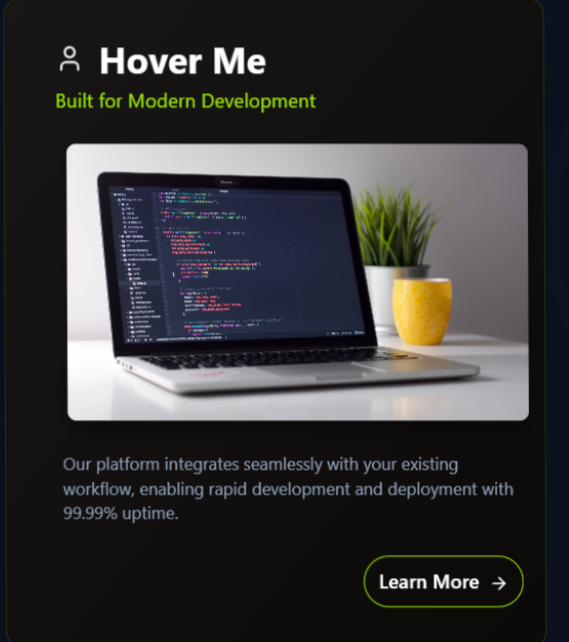 Hover Me
Built for Modern Development
Our platform integrates seamlessly with your existing
workflow, enabling rapid development and deployment with
99.99% uptime.
Learn More